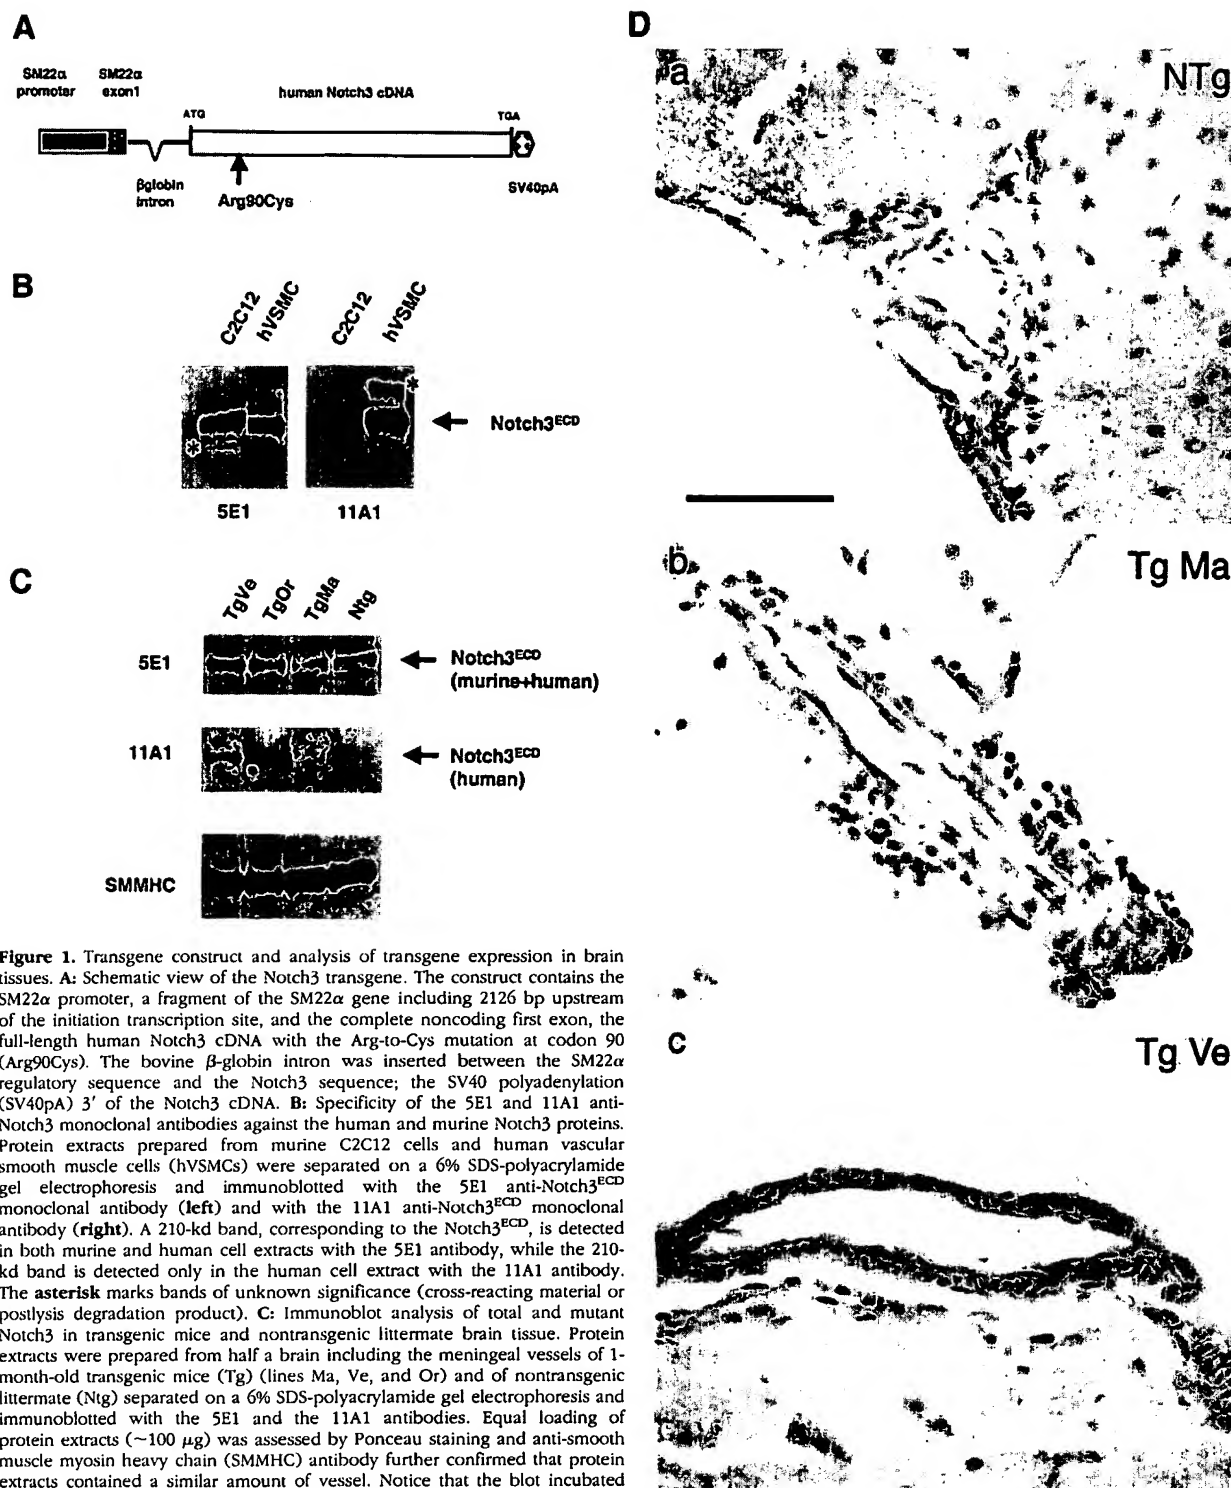 A
SM22α promoter
SM22α exon1
human Notch3 cDNA
ATG
TGA
βglobin intron
Arg90Cys
SV40pA
B
C2C12
hVSMC
C2C12
hVSMC
*
*
Notch3ECD
5E1
11A1
C
TgVe
TgOr
TgMa
Ntg
5E1
Notch3ECD
(murine+human)
11A1
Notch3ECD
(human)
SMMHC
Figure 1. Transgene construct and analysis of transgene expression in brain
tissues. A: Schematic view of the Notch3 transgene. The construct contains the
SM22α promoter, a fragment of the SM22α gene including 2126 bp upstream
of the initiation transcription site, and the complete noncoding first exon, the
full-length human Notch3 cDNA with the Arg-to-Cys mutation at codon 90
(Arg90Cys). The bovine β-globin intron was inserted between the SM22α
regulatory sequence and the Notch3 sequence; the SV40 polyadenylation
(SV40pA) 3′ of the Notch3 cDNA. B: Specificity of the 5E1 and 11A1 anti-
Notch3 monoclonal antibodies against the human and murine Notch3 proteins.
Protein extracts prepared from murine C2C12 cells and human vascular
smooth muscle cells (hVSMCs) were separated on a 6% SDS-polyacrylamide
gel electrophoresis and immunoblotted with the 5E1 anti-Notch3ECD
monoclonal antibody (left) and with the 11A1 anti-Notch3ECD monoclonal
antibody (right). A 210-kd band, corresponding to the Notch3ECD, is detected
in both murine and human cell extracts with the 5E1 antibody, while the 210-
kd band is detected only in the human cell extract with the 11A1 antibody.
The asterisk marks bands of unknown significance (cross-reacting material or
postlysis degradation product). C: Immunoblot analysis of total and mutant
Notch3 in transgenic mice and nontransgenic littermate brain tissue. Protein
extracts were prepared from half a brain including the meningeal vessels of 1-
month-old transgenic mice (Tg) (lines Ma, Ve, and Or) and of nontransgenic
littermate (Ntg) separated on a 6% SDS-polyacrylamide gel electrophoresis and
immunoblotted with the 5E1 and the 11A1 antibodies. Equal loading of
protein extracts (~100 μg) was assessed by Ponceau staining and anti-smooth
muscle myosin heavy chain (SMMHC) antibody further confirmed that protein
extracts contained a similar amount of vessel. Notice that the blot incubated
D
a
NTg
b
Tg Ma
c
Tg Ve